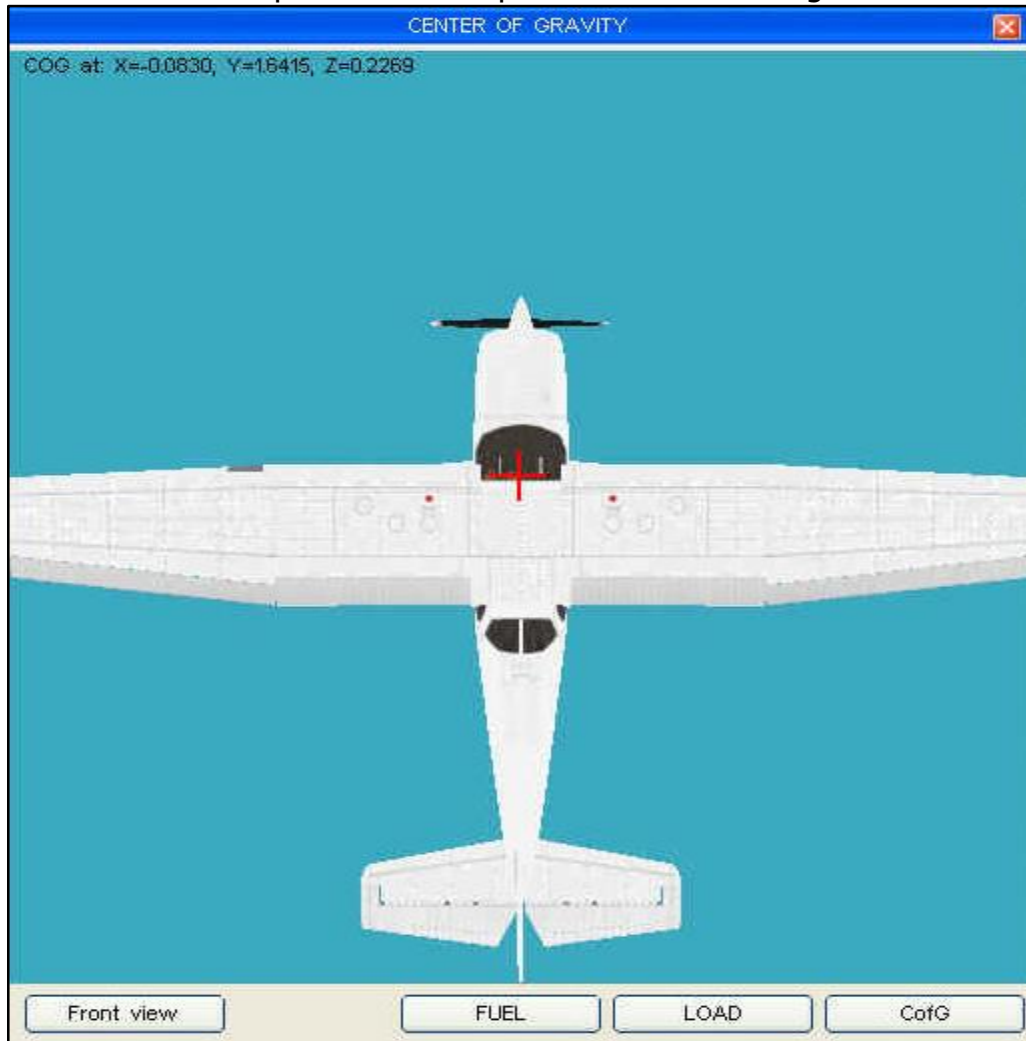 CENTER OF GRAVITY
COG at: X=-0.0830, Y=1.6415, Z=0.2269
Front view
FUEL
LOAD
CofG